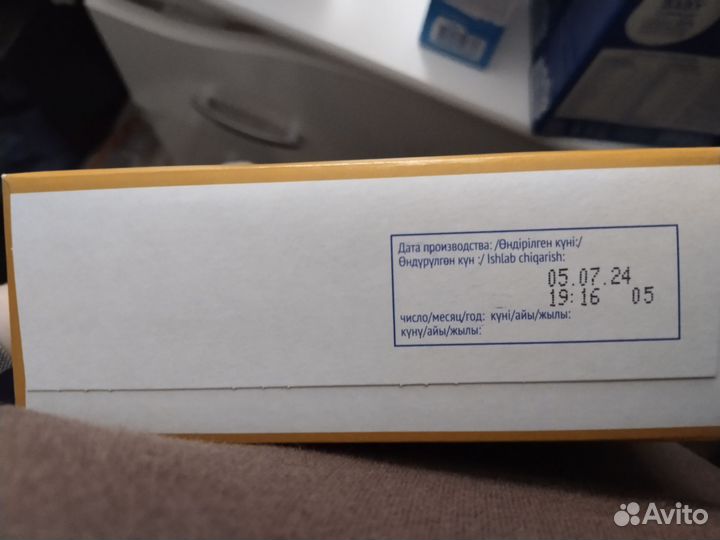 Дата производства: /Өндірілген күні:/
Өндүрүлгөн күн :/ Ishlab chiqarish:
05.07.24
19:16 05
число/месяц/год: күні/айы/жылы:
күнү/айы/жылы:
Avito